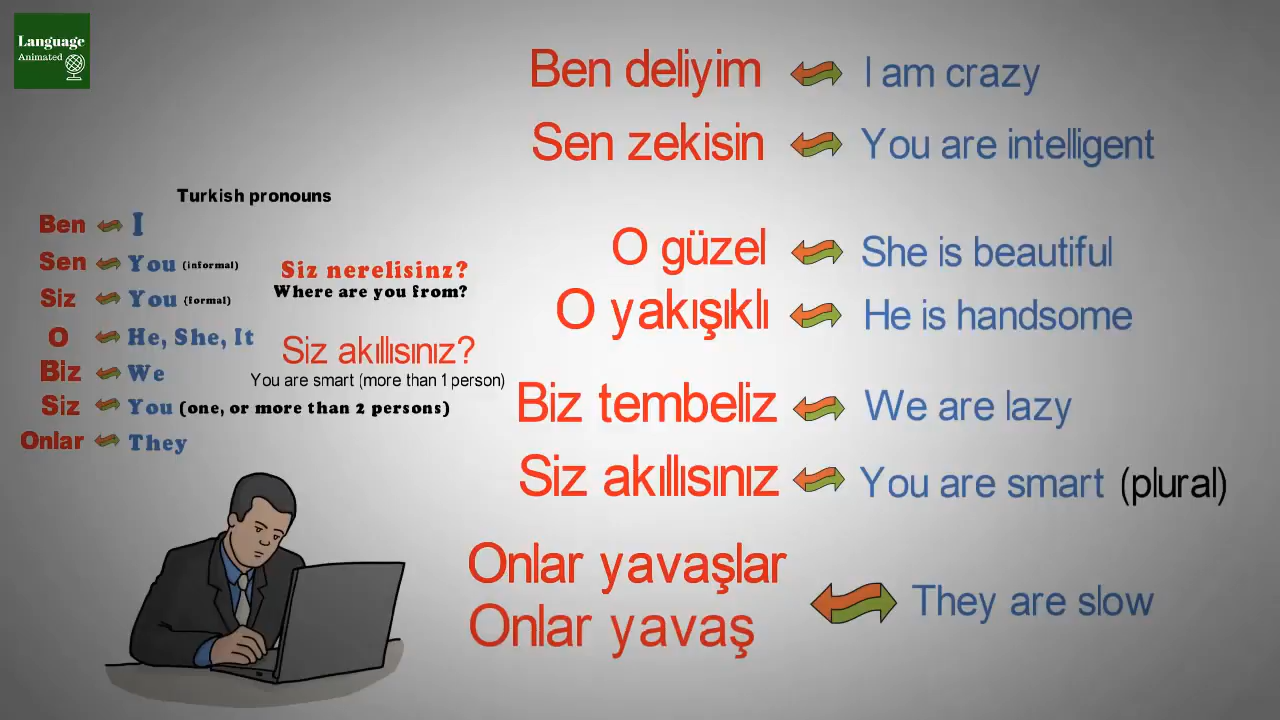 Language
Animated
Turkish pronouns
Ben I
Sen You (informal)
Siz You (formal)
O He, She, It
Biz We
Siz You (one, or more than 2 persons)
Onlar They
Siz nerelisinz?
Where are you from?
Siz akıllısınız?
You are smart (more than 1 person)
Ben deliyim I am crazy
Sen zekisin You are intelligent
O güzel She is beautiful
O yakışıklı He is handsome
Biz tembeliz We are lazy
Siz akıllısınız You are smart (plural)
Onlar yavaşlar
Onlar yavaş
They are slow